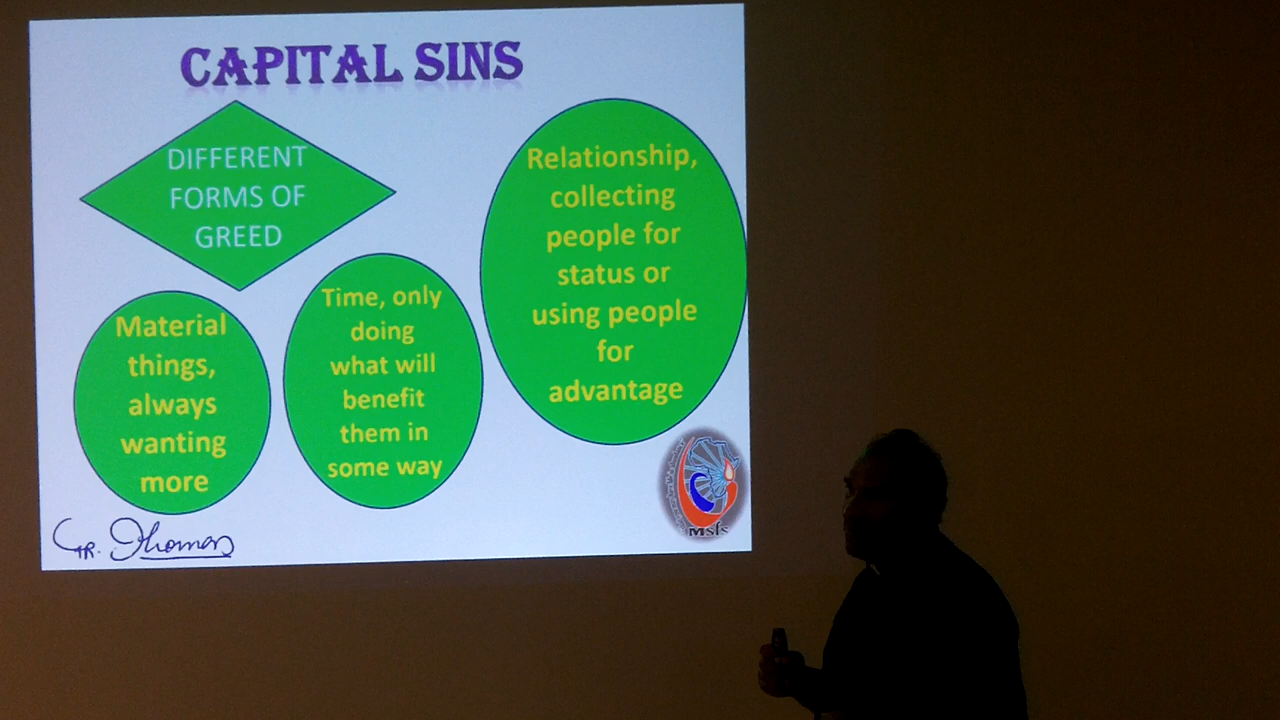 CAPITAL SINS
DIFFERENT
FORMS OF
GREED
Material
things,
always
wanting
more
Time, only
doing
what will
benefit
them in
some way
Relationship,
collecting
people for
status or
using people
for
advantage
Thomas
Msfs